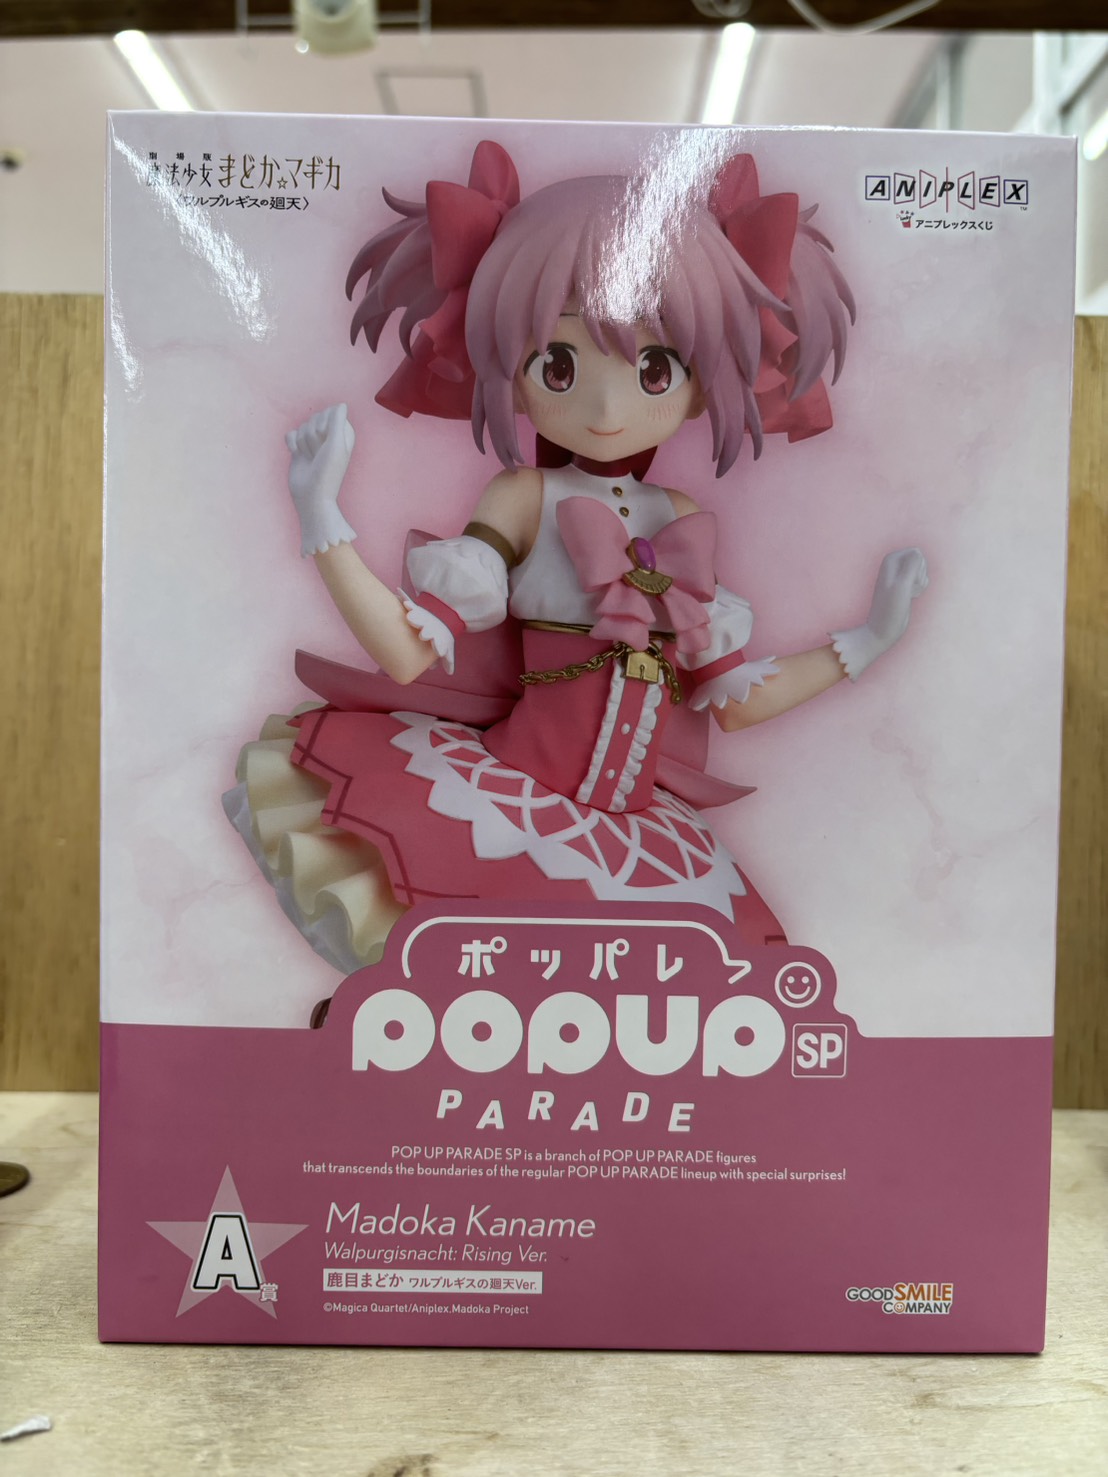 劇場版
魔法少女まどか☆マギカ
〈ワルプルギスの廻天〉
ANIPLEX™
アニプレックスくじ
ポッパレ
POP UP
SP
PARADE
POP UP PARADE SP is a branch of POP UP PARADE figures
that transcends the boundaries of the regular POP UP PARADE lineup with special surprises!
A賞
Madoka Kaname
Walpurgisnacht: Rising Ver.
鹿目まどか ワルプルギスの廻天Ver.
©Magica Quartet/Aniplex.Madoka Project
GOOD SMILE
COMPANY